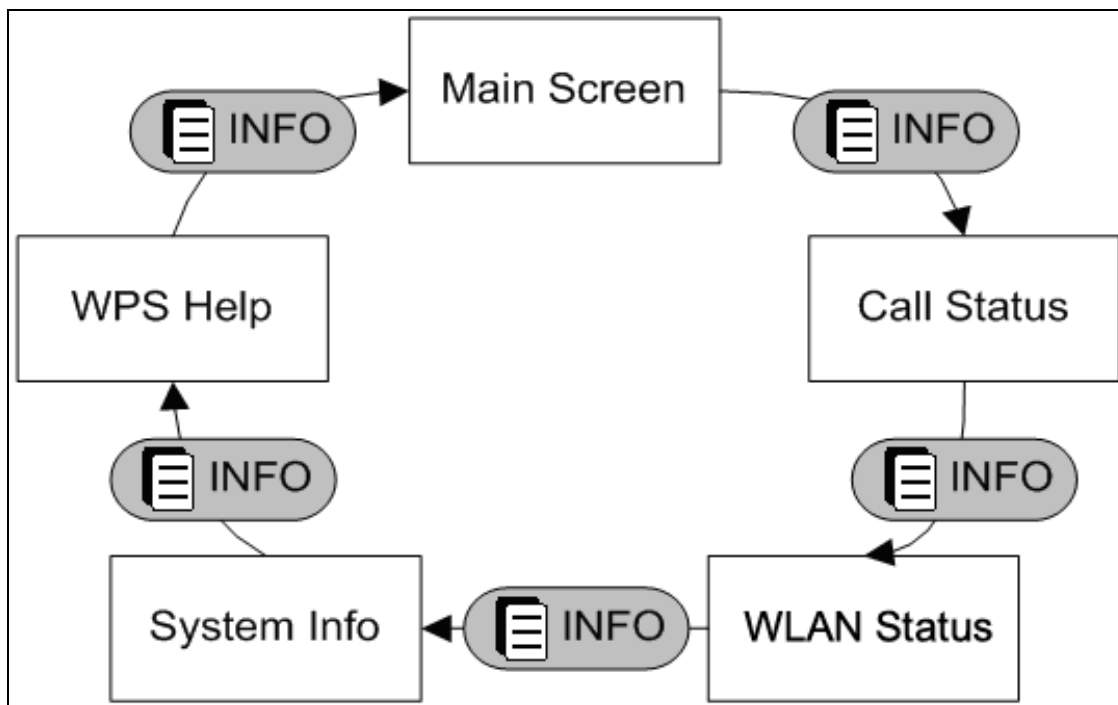 Main Screen
INFO
INFO
WPS Help
Call Status
INFO
INFO
System Info
INFO
WLAN Status